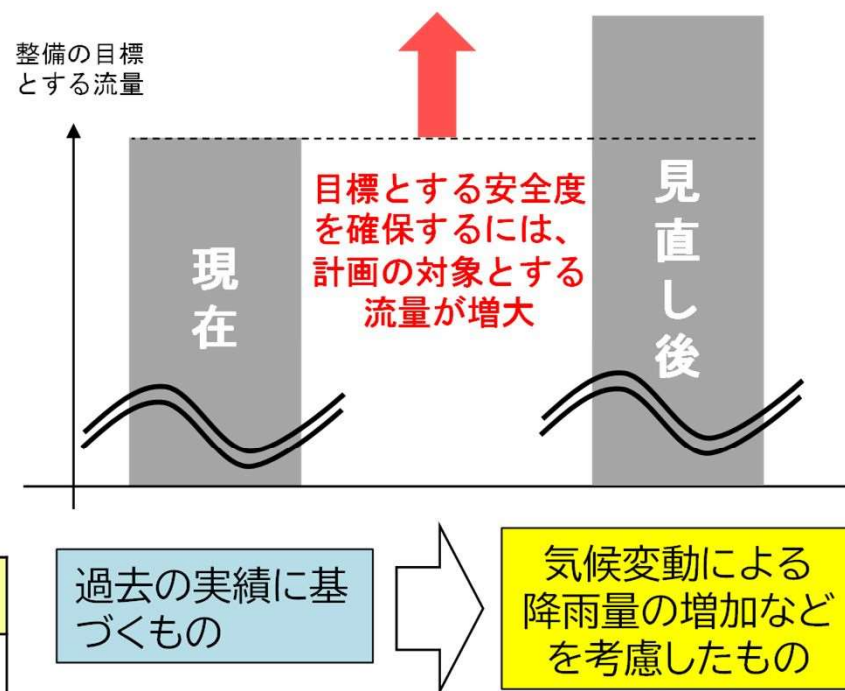 整備の目標
とする流量
現在
目標とする安全度
を確保するには、
計画の対象とする
流量が増大
見直し後
過去の実績に基
づくもの
気候変動による
降雨量の増加など
を考慮したもの